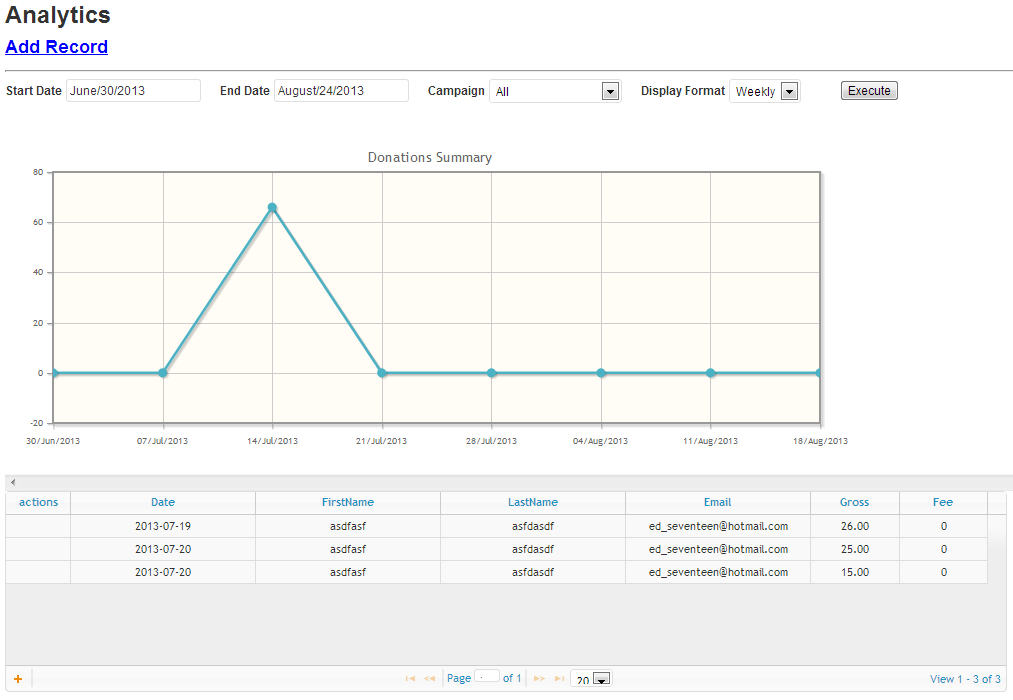 Analytics
Add Record
Start Date June/30/2013 End Date August/24/2013 Campaign All Display Format Weekly Execute
Donations Summary
80
60
40
20
0
-20
30/Jun/2013 07/Jul/2013 14/Jul/2013 21/Jul/2013 28/Jul/2013 04/Aug/2013 11/Aug/2013 18/Aug/2013
actions Date FirstName LastName Email Gross Fee
2013-07-19 asdfasf asfdasdf ed_seventeen@hotmail.com 26.00 0
2013-07-20 asdfasf asfdasdf ed_seventeen@hotmail.com 25.00 0
2013-07-20 asdfasf asfdasdf ed_seventeen@hotmail.com 15.00 0
Page of 1 20 View 1 - 3 of 3